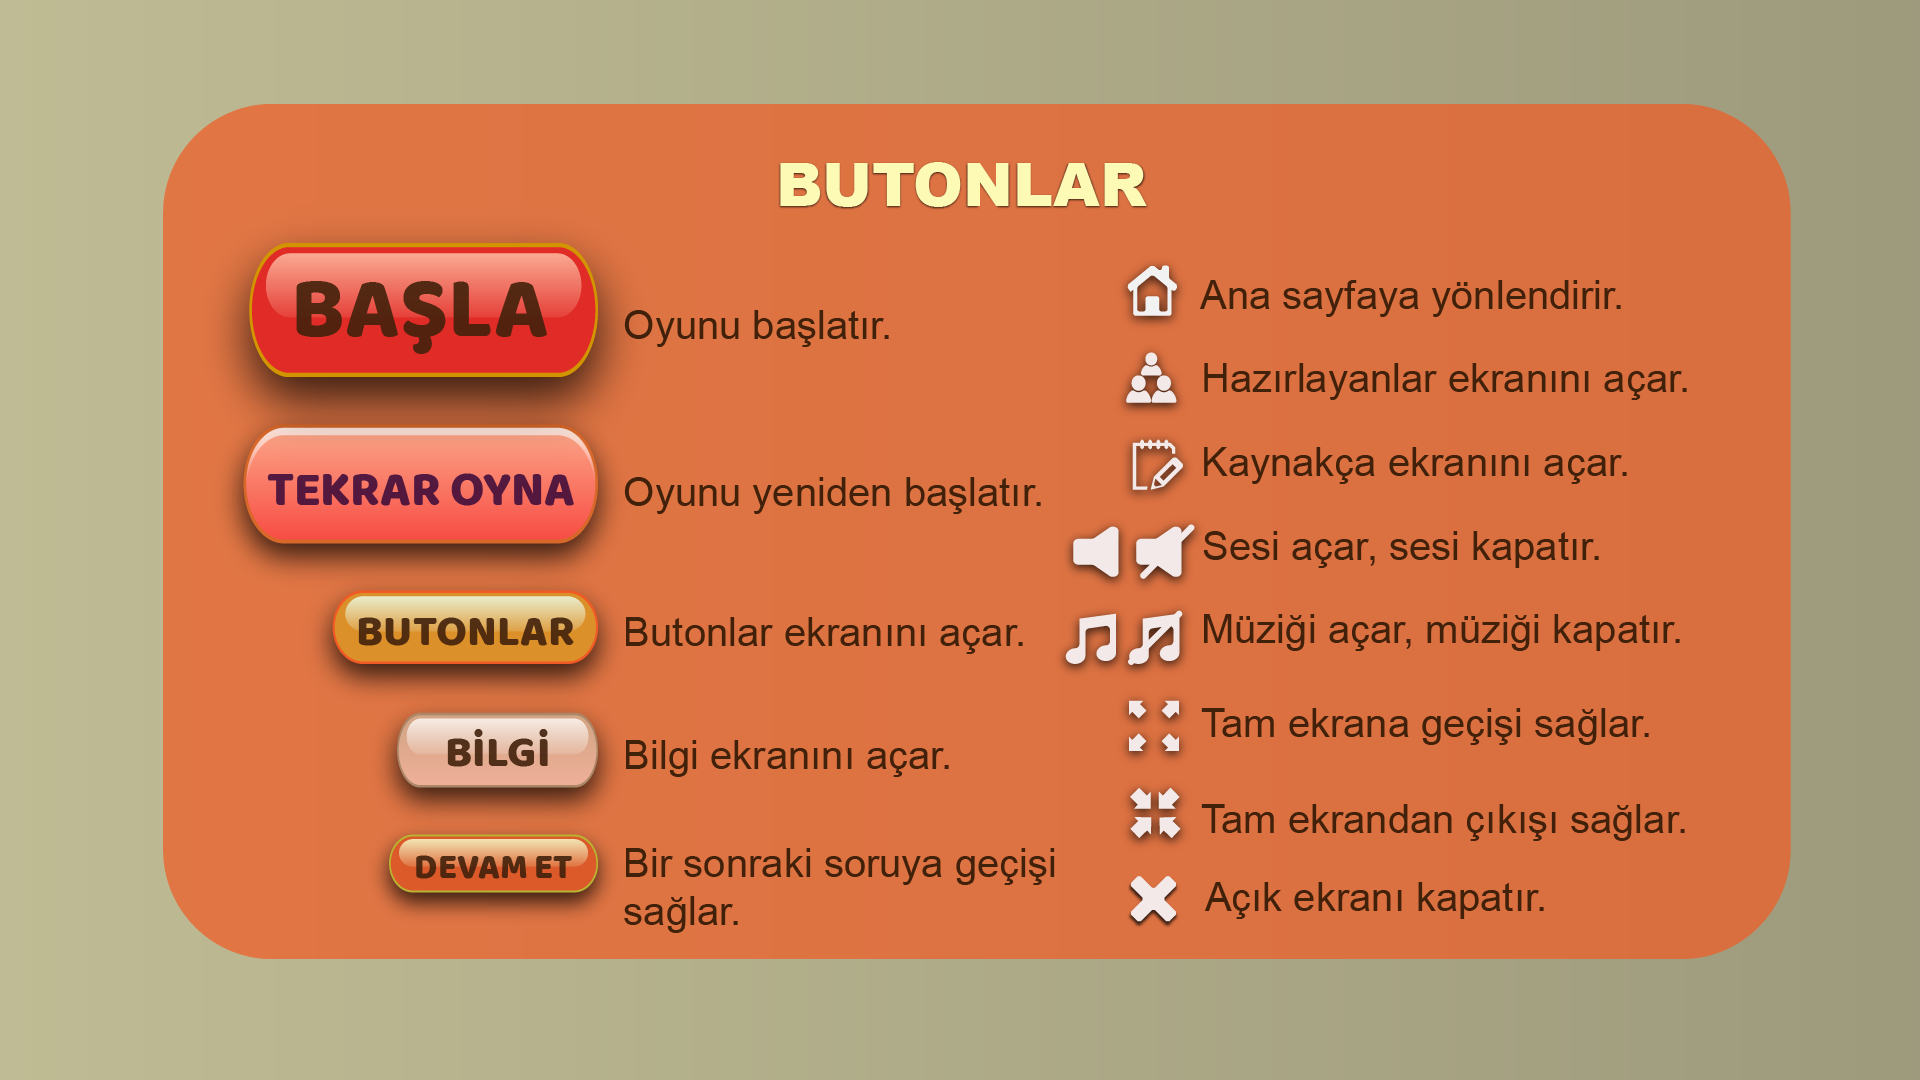 BUTONLAR
BAŞLA
Oyunu başlatır.
TEKRAR OYNA
Oyunu yeniden başlatır.
BUTONLAR
Butonlar ekranını açar.
BİLGİ
Bilgi ekranını açar.
DEVAM ET
Bir sonraki soruya geçişi
sağlar.
Ana sayfaya yönlendirir.
Hazırlayanlar ekranını açar.
Kaynakça ekranını açar.
Sesi açar, sesi kapatır.
Müziği açar, müziği kapatır.
Tam ekrana geçişi sağlar.
Tam ekrandan çıkışı sağlar.
Açık ekranı kapatır.